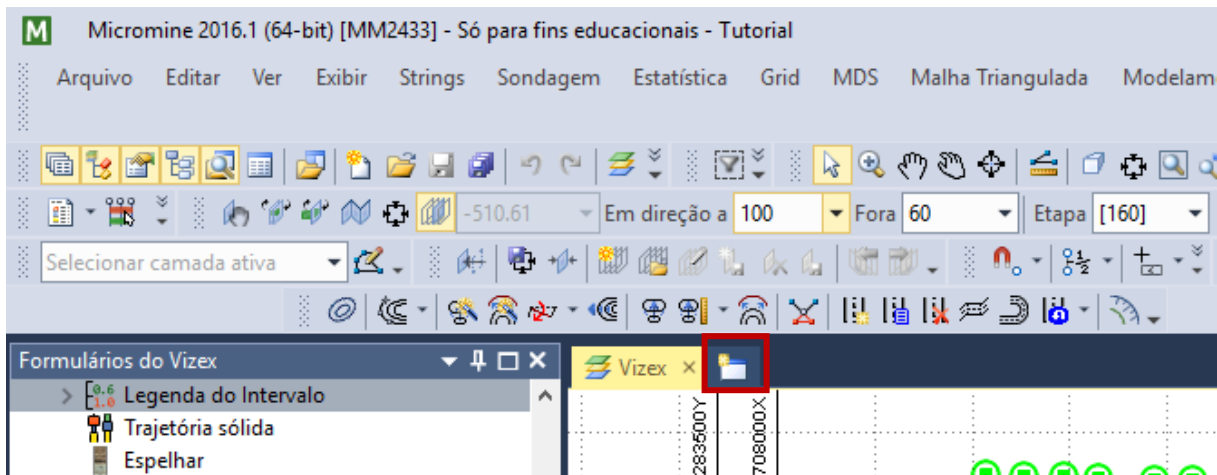 Micromine 2016.1 (64-bit) [MM2433] - Só para fins educacionais - Tutorial
Arquivo Editar Ver Exibir Strings Sondagem Estatística Grid MDS Malha Triangulada Modelam
-510.61 Em direção a 100 Fora 60 Etapa [160]
Selecionar camada ativa
Formulários do Vizex
Vizex
Legenda do Intervalo
Trajetória sólida
Espelhar
283500Y
708000X